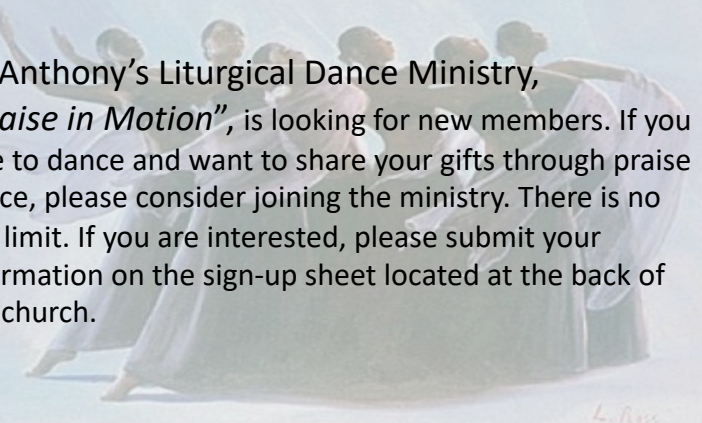 Anthony’s Liturgical Dance Ministry,
aise in Motion”, is looking for new members. If you
e to dance and want to share your gifts through praise
ce, please consider joining the ministry. There is no
limit. If you are interested, please submit your
rmation on the sign-up sheet located at the back of
church.